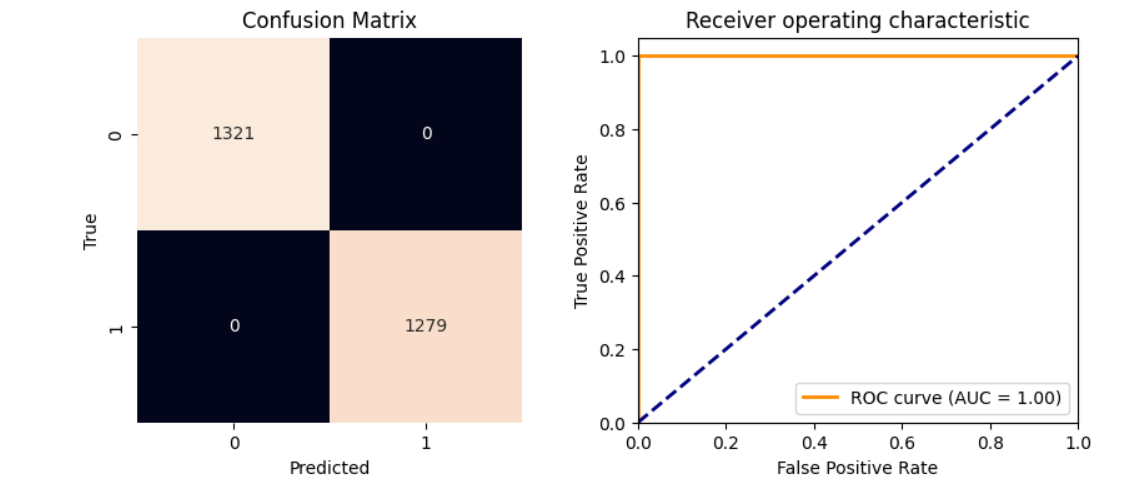 Confusion Matrix
True
0
1
1321
0
0
1279
0
1
Predicted
Receiver operating characteristic
True Positive Rate
1.0
0.8
0.6
0.4
0.2
0.0
ROC curve (AUC = 1.00)
0.0
0.2
0.4
0.6
0.8
1.0
False Positive Rate